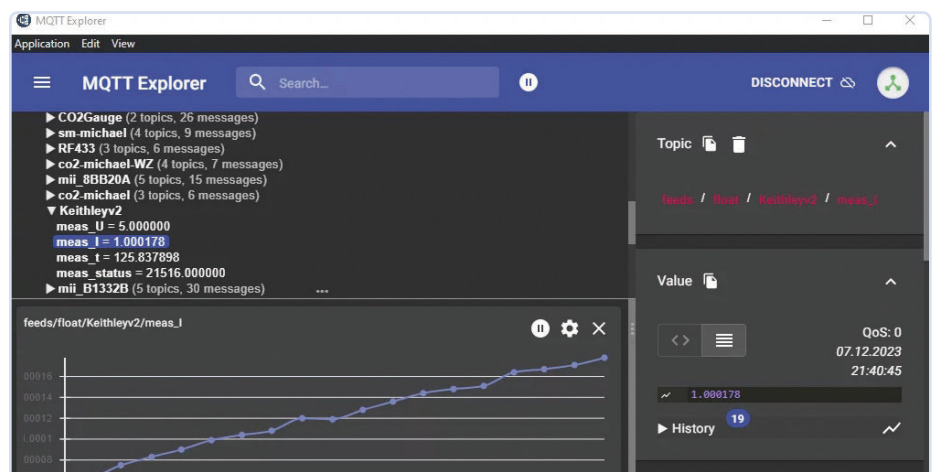 MQTT Explorer
Application Edit View
MQTT Explorer
Search...
DISCONNECT
CO2Gauge (2 topics, 26 messages)
sm-michael (4 topics, 9 messages)
RF433 (3 topics, 6 messages)
co2-michael-WZ (4 topics, 7 messages)
mii_8BB20A (5 topics, 15 messages)
co2-michael (3 topics, 6 messages)
Keithleyv2
meas_U = 5.000000
meas_I = 1.000178
meas_t = 125.837898
meas_status = 21516.000000
mii_B1332B (5 topics, 30 messages)
...
feeds/float/Keithleyv2/meas_I
00016
00014
00012
1.0001
00008
Topic
feeds / float / Keithleyv2 / meas_I
Value
QoS: 0
07.12.2023
21:40:45
1.000178
History 19